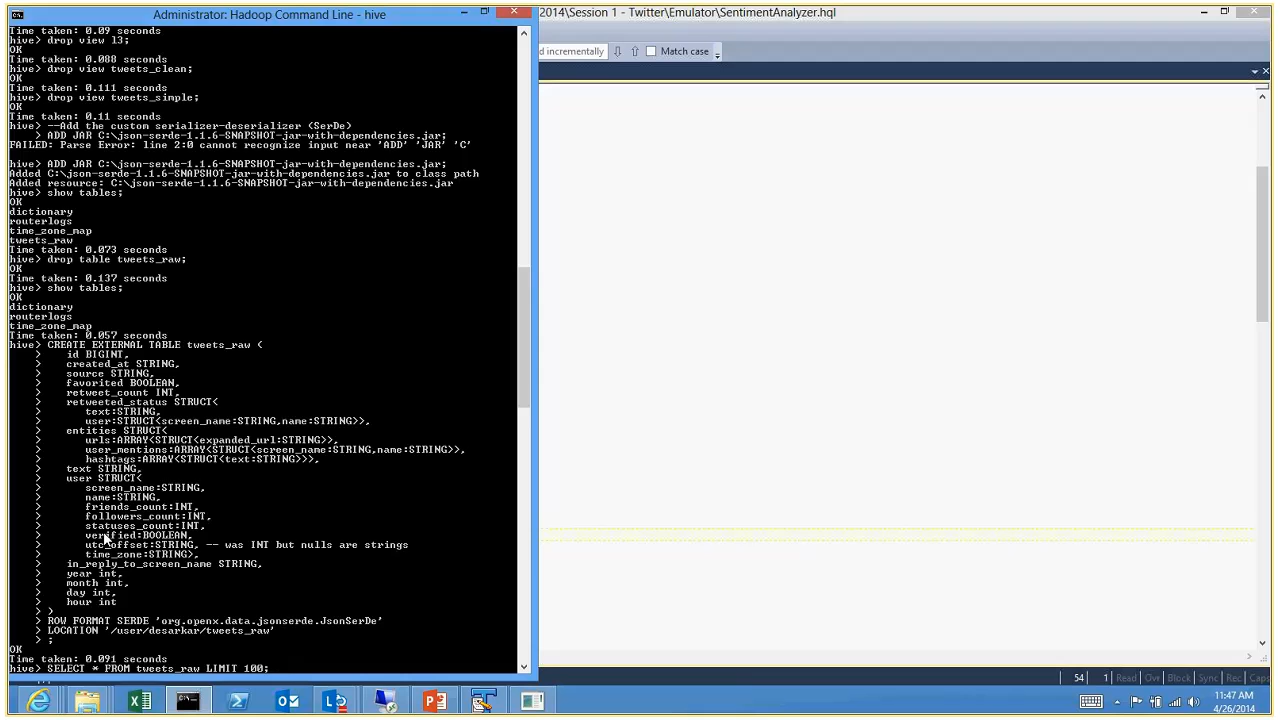 Administrator: Hadoop Command Line - hive
2014\Session 1 - Twitter\Emulator\SentimentAnalyzer.hql
d incrementally
Match case
Time taken: 0.09 seconds
hive> drop view l3;
OK
Time taken: 0.088 seconds
hive> drop view tweets_clean;
OK
Time taken: 0.111 seconds
hive> drop view tweets_simple;
OK
Time taken: 0.11 seconds
hive> --Add the custom serializer-deserializer (SerDe)
    > ADD JAR C:\json-serde-1.1.6-SNAPSHOT-jar-with-dependencies.jar;
FAILED: Parse Error: line 2:0 cannot recognize input near 'ADD' 'JAR' 'C'
hive> ADD JAR C:\json-serde-1.1.6-SNAPSHOT-jar-with-dependencies.jar;
Added C:\json-serde-1.1.6-SNAPSHOT-jar-with-dependencies.jar to class path
Added resource: C:\json-serde-1.1.6-SNAPSHOT-jar-with-dependencies.jar
hive> show tables;
OK
dictionary
routerlogs
time_zone_map
tweets_raw
Time taken: 0.073 seconds
hive> drop table tweets_raw;
OK
Time taken: 0.137 seconds
hive> show tables;
OK
dictionary
routerlogs
time_zone_map
Time taken: 0.057 seconds
hive> CREATE EXTERNAL TABLE tweets_raw (
    > id BIGINT,
    > created_at STRING,
    > source STRING,
    > favorited BOOLEAN,
    > retweet_count INT,
    > retweeted_status STRUCT<
    > text:STRING,
    > user:STRUCT<screen_name:STRING,name:STRING>>,
    > entities STRUCT<
    > urls:ARRAY<STRUCT<expanded_url:STRING>>,
    > user_mentions:ARRAY<STRUCT<screen_name:STRING,name:STRING>>,
    > hashtags:ARRAY<STRUCT<text:STRING>>>,
    > text STRING,
    > user STRUCT<
    > screen_name:STRING,
    > name:STRING,
    > friends_count:INT,
    > followers_count:INT,
    > statuses_count:INT,
    > verified:BOOLEAN,
    > utc_offset:STRING, -- was INT but nulls are strings
    > time_zone:STRING>,
    > in_reply_to_screen_name STRING,
    > year int,
    > month int,
    > day int,
    > hour int
    > )
    > ROW FORMAT SERDE 'org.openx.data.jsonserde.JsonSerDe'
    > LOCATION '/user/desarkar/tweets_raw'
    > ;
OK
Time taken: 0.091 seconds
hive> SELECT * FROM tweets_raw LIMIT 100;
54 1 Read Ovr Block Sync Rec Caps
11:47 AM
4/26/2014